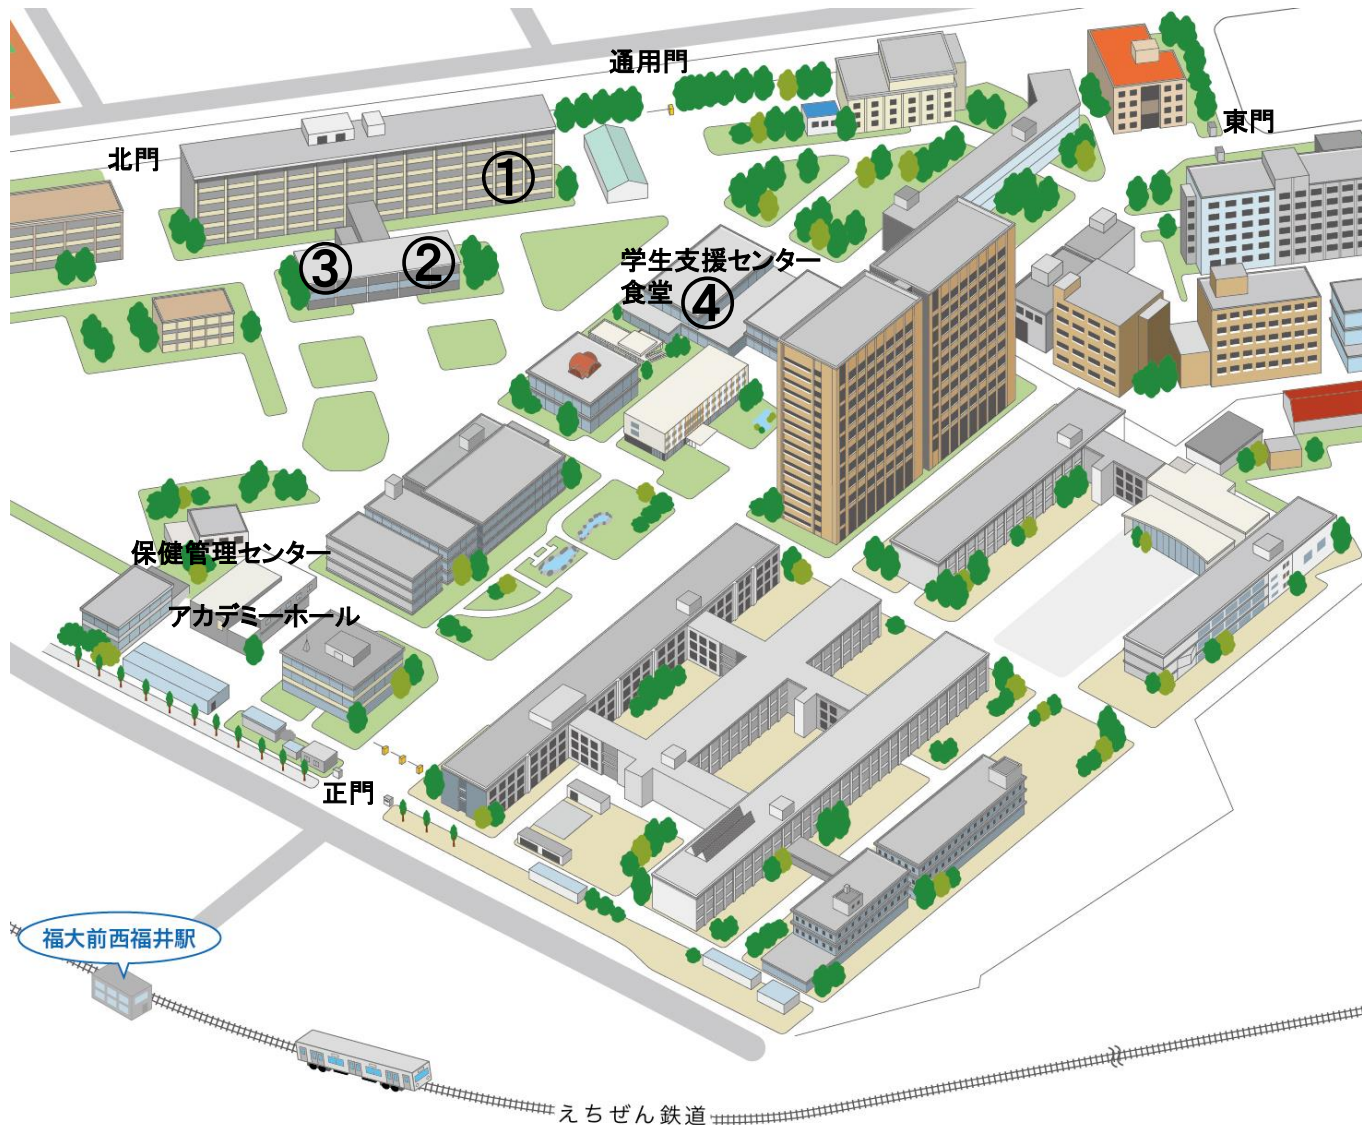 通用門
東門
北門
①
②
③
学生支援センター
食堂
④
保健管理センター
アカデミーホール
正門
福大前西福井駅
えちぜん鉄道